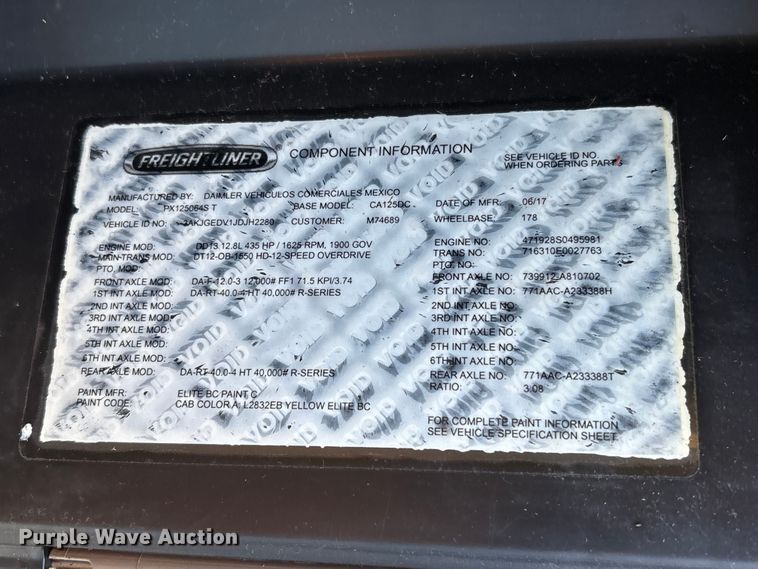 FREIGHTLINER
COMPONENT INFORMATION
SEE VEHICLE ID NO.
WHEN ORDERING PARTS
MANUFACTURED BY: DAIMLER VEHICULOS COMERCIALES MEXICO
MODEL: PX125064S T BASE MODEL: CA125DC DATE OF MFR: 06/17
VEHICLE ID NO: 3AKJGEDV1JDJH2280 CUSTOMER: M74689 WHEELBASE: 178
ENGINE MOD: DD13 12.8L 435 HP / 1625 RPM, 1900 GOV ENGINE NO: 471928S0495981
MAIN TRANS MOD: DT12-OB-1550 HD-12-SPEED OVERDRIVE TRANS NO: 716310E0027763
PTO, MOD: PTO, NO:
FRONT AXLE MOD: DA-F-12.0-3 12,000# FF1 71.5 KPI/3.74 FRONT AXLE NO: 739912-A810702
1ST INT AXLE MOD: DA-RT-40.0-4 HT 40,000# R-SERIES 1ST INT AXLE NO: 771AAC-A233388H
2ND INT AXLE MOD: 2ND INT AXLE NO:
3RD INT AXLE MOD: 3RD INT AXLE NO:
4TH INT AXLE MOD: 4TH INT AXLE NO:
5TH INT AXLE MOD: 5TH INT AXLE NO:
6TH INT AXLE MOD: 6TH INT AXLE NO:
REAR AXLE MOD: DA-RT-40.0-4 HT 40,000# R-SERIES REAR AXLE NO: 771AAC-A233388T
RATIO: 3.08
PAINT MFR: ELITE BC PAINT C
PAINT CODE: CAB COLOR A: L2832EB YELLOW ELITE BC
FOR COMPLETE PAINT INFORMATION
SEE VEHICLE SPECIFICATION SHEET.
Purple Wave Auction